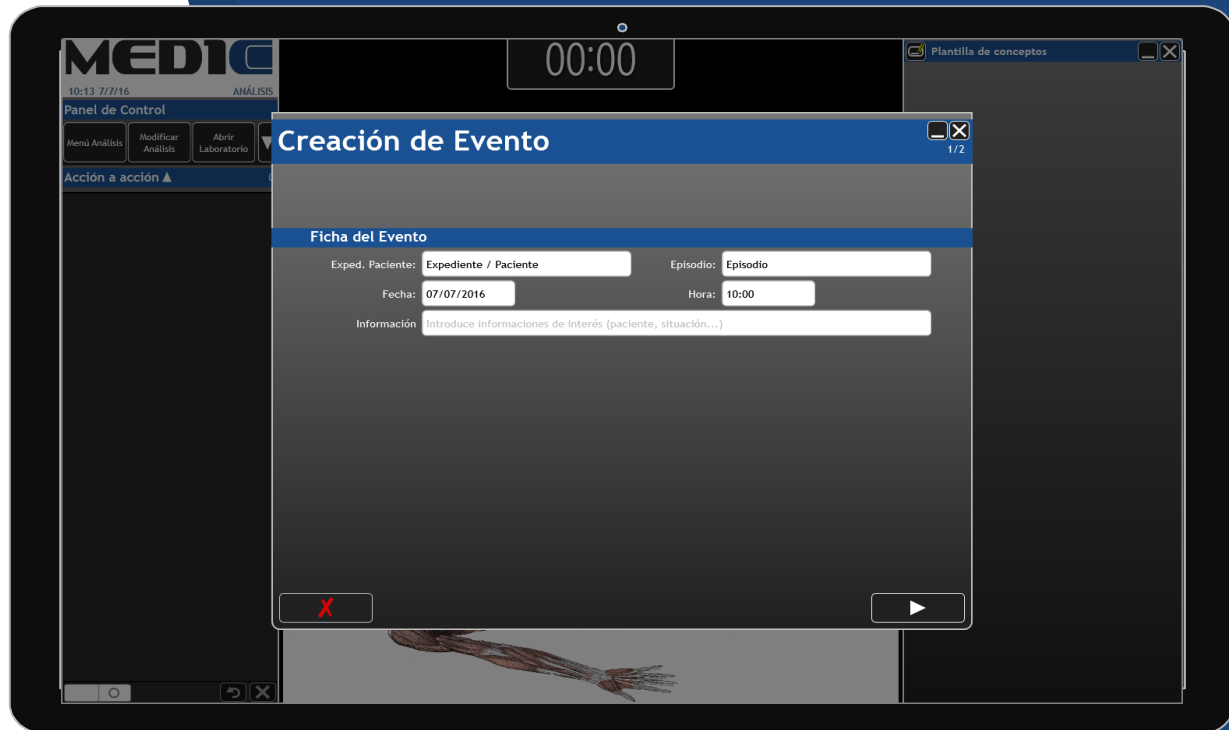 MEDIC
10:13 7/7/16 ANÁLISIS
Panel de Control
Menú Análisis
Modificar
Análisis
Abrir
Laboratorio
Acción a acción
00:00
Plantilla de conceptos
Creación de Evento
1/2
Ficha del Evento
Exped. Paciente: Expediente / Paciente Episodio: Episodio
Fecha: 07/07/2016 Hora: 10:00
Información Introduce informaciones de interés (paciente, situación...)